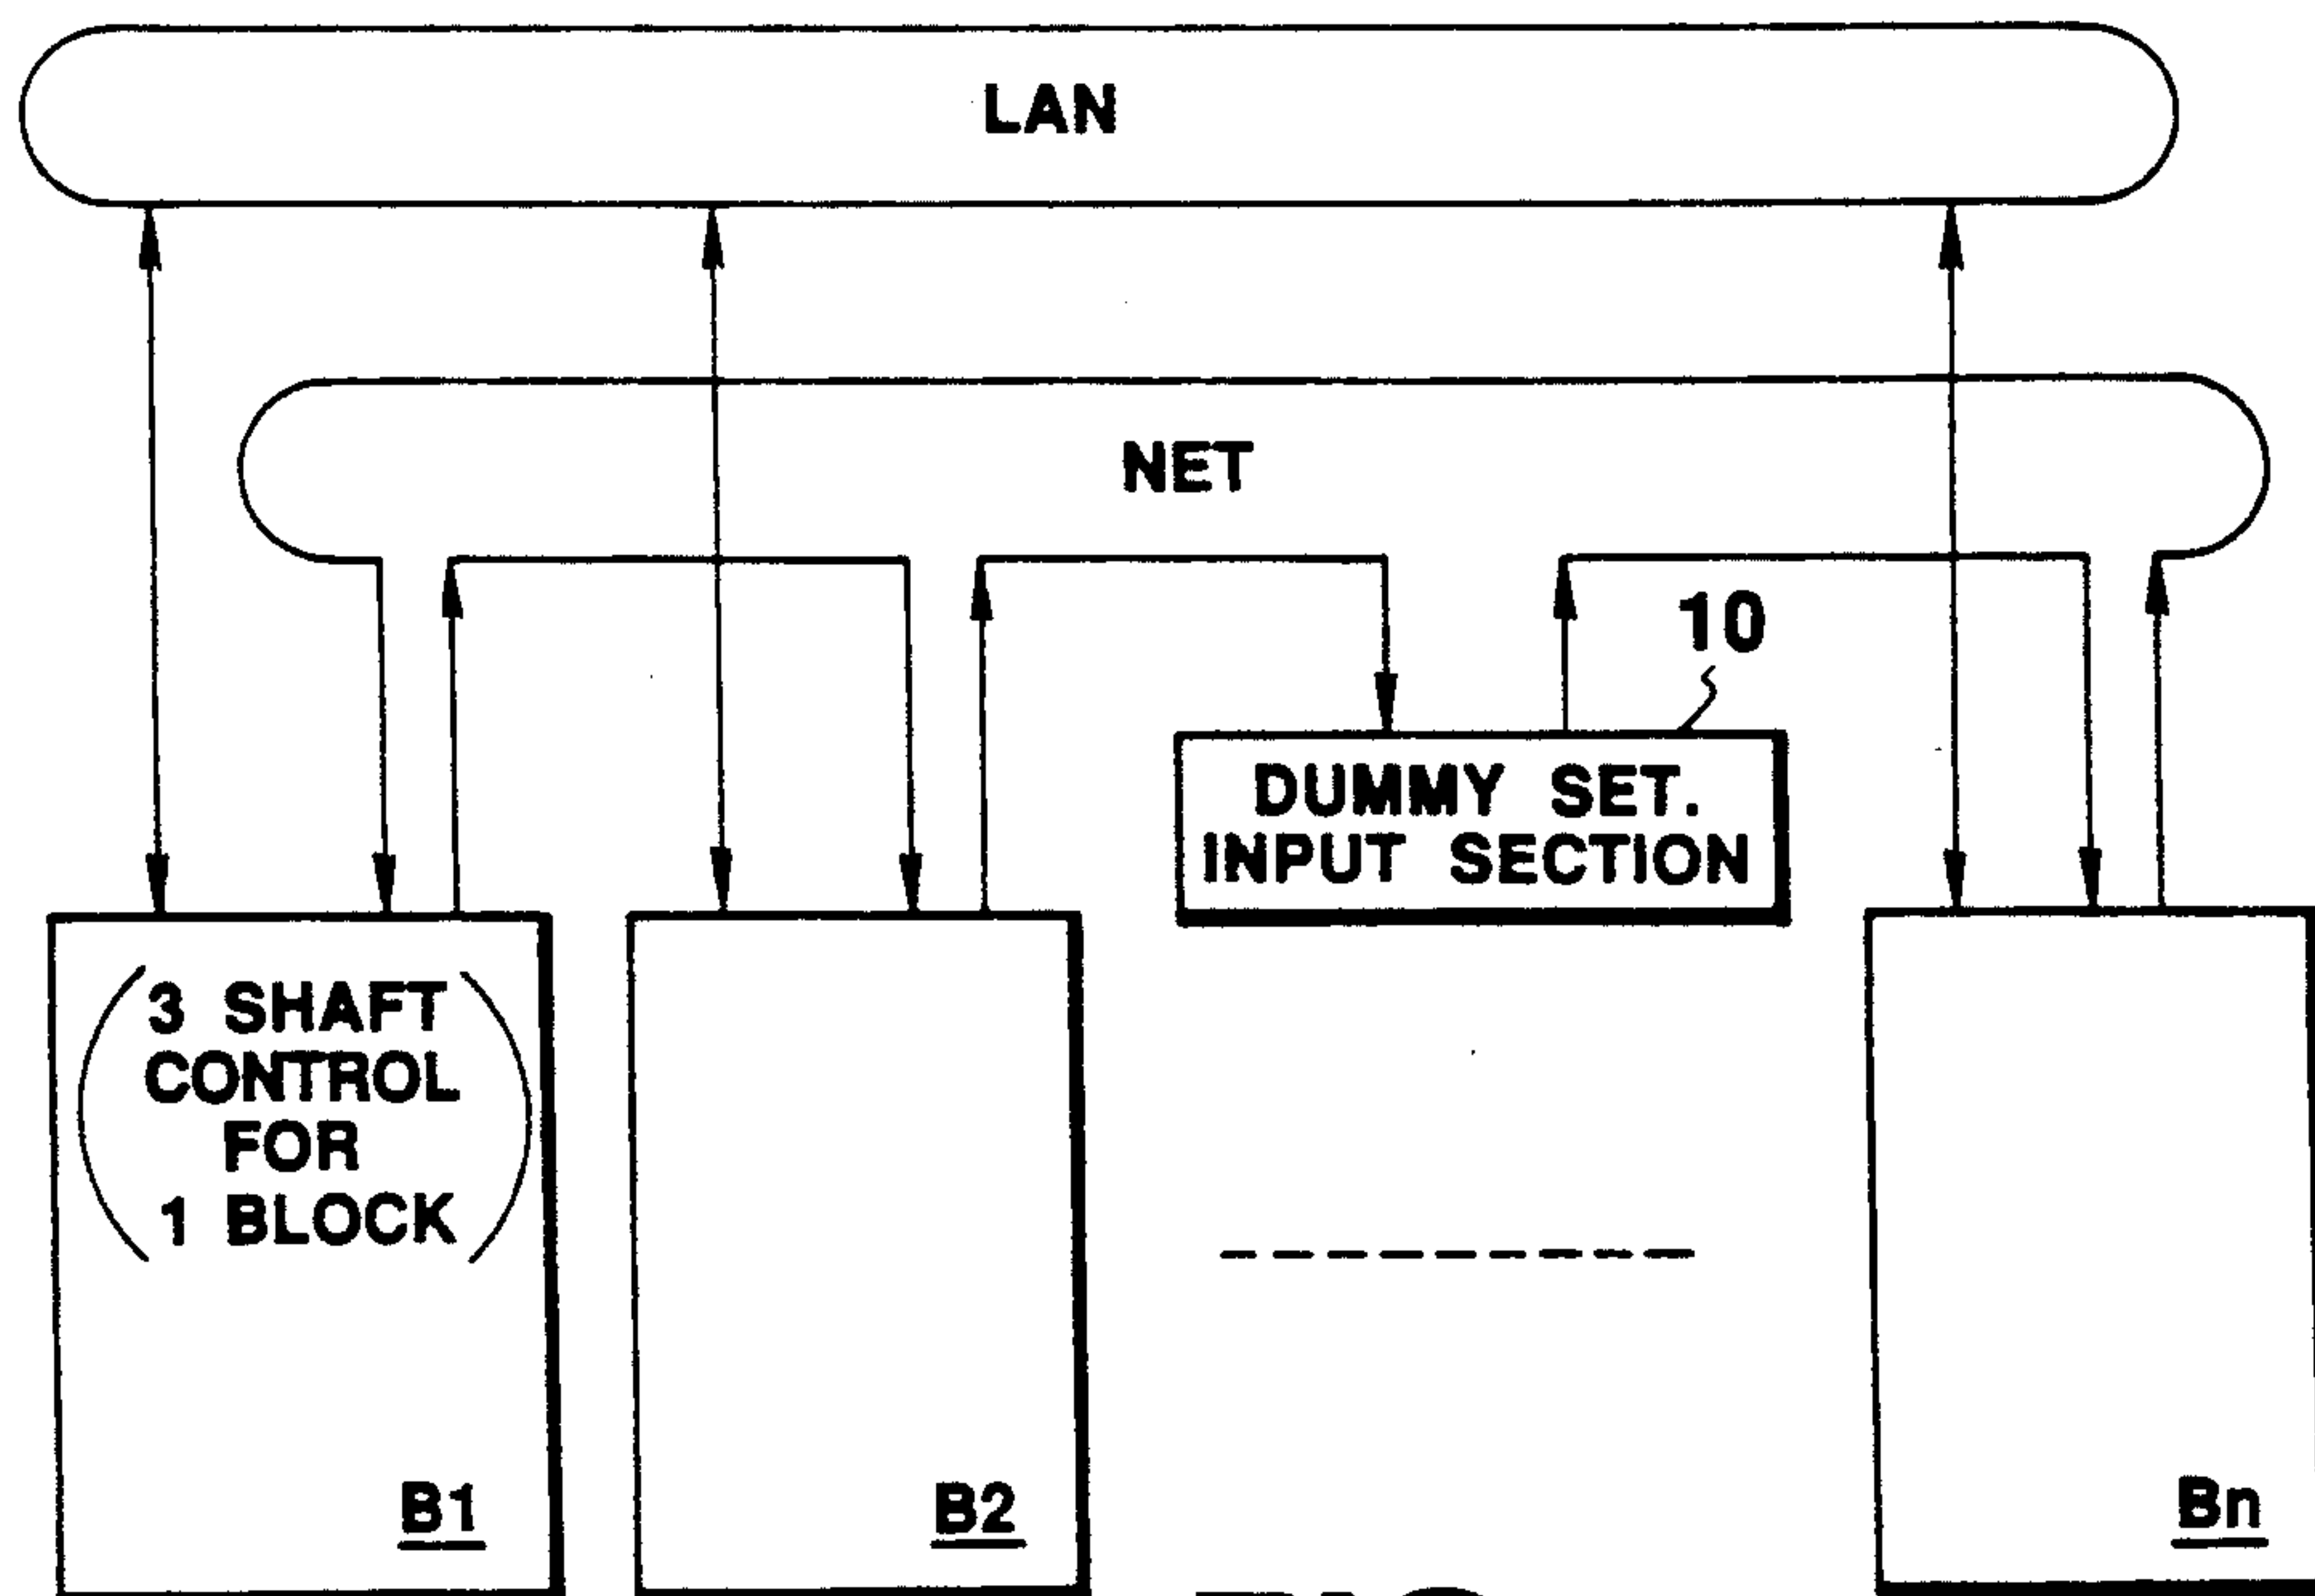 LAN
NET
10
DUMMY SET.
INPUT SECTION
3 SHAFT
CONTROL
FOR
1 BLOCK
B1
B2
Bn